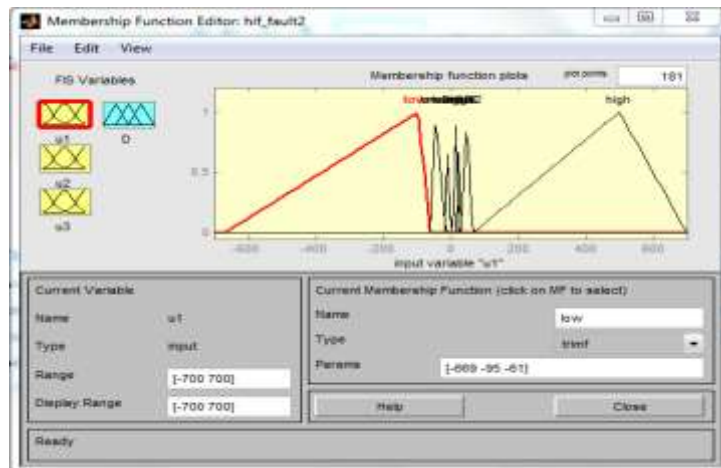 Membership Function Editor: hif_fault2
File Edit View
FIS Variables
Membership function plots
plot points: 181
u1
O
u2
u3
low
high
1
0.5
0
-600 -400 -200 0 200 400 600
input variable "u1"
Current Variable
Name u1
Type input
Range [-700 700]
Display Range [-700 700]
Current Membership Function (click on MF to select)
Name low
Type trimf
Params [-669 -95 -61]
Help Close
Ready